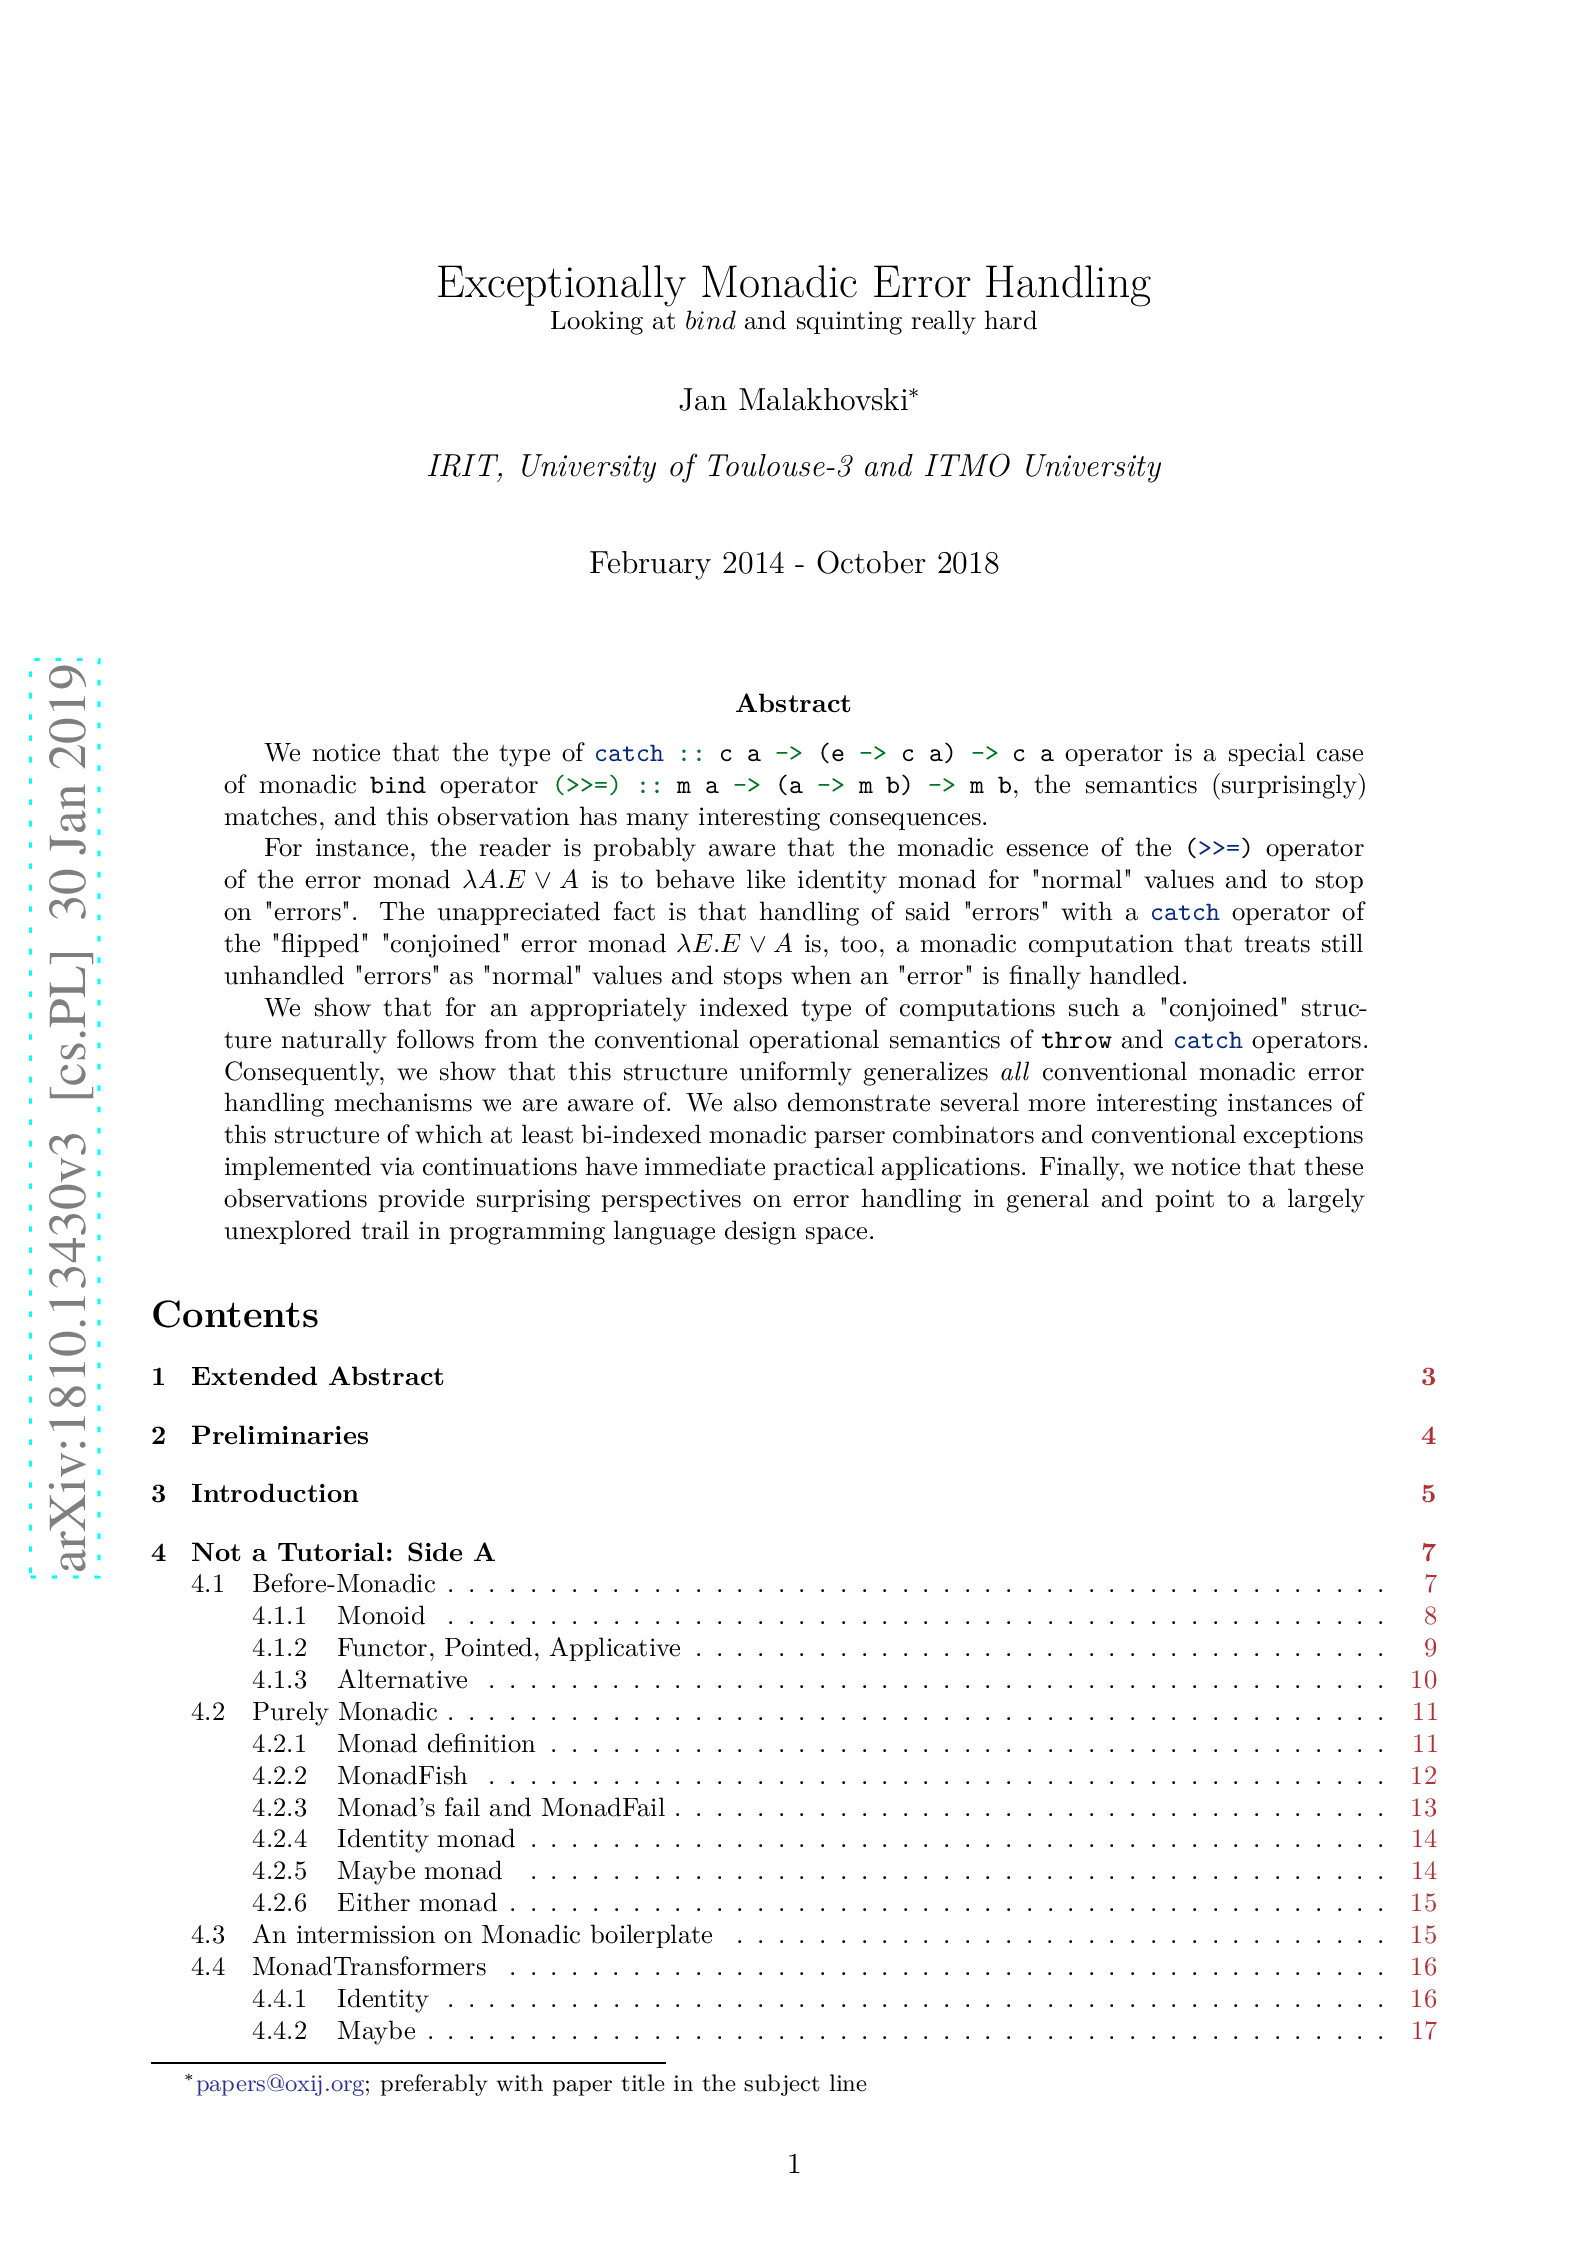 Exceptionally Monadic Error Handling
Looking at bind and squinting really hard
Jan Malakhovski*
IRIT, University of Toulouse-3 and ITMO University
February 2014 - October 2018
arXiv:1810.13430v3 [cs.PL] 30 Jan 2019
Abstract
We notice that the type of catch :: c a -> (e -> c a) -> c a operator is a special case
of monadic bind operator (>>=) :: m a -> (a -> m b) -> m b, the semantics (surprisingly)
matches, and this observation has many interesting consequences.
For instance, the reader is probably aware that the monadic essence of the (>>=) operator
of the error monad λA.E ∨ A is to behave like identity monad for "normal" values and to stop
on "errors". The unappreciated fact is that handling of said "errors" with a catch operator of
the "flipped" "conjoined" error monad λE.E ∨ A is, too, a monadic computation that treats still
unhandled "errors" as "normal" values and stops when an "error" is finally handled.
We show that for an appropriately indexed type of computations such a "conjoined" struc-
ture naturally follows from the conventional operational semantics of throw and catch operators.
Consequently, we show that this structure uniformly generalizes all conventional monadic error
handling mechanisms we are aware of. We also demonstrate several more interesting instances of
this structure of which at least bi-indexed monadic parser combinators and conventional exceptions
implemented via continuations have immediate practical applications. Finally, we notice that these
observations provide surprising perspectives on error handling in general and point to a largely
unexplored trail in programming language design space.
Contents
1 Extended Abstract 3
2 Preliminaries 4
3 Introduction 5
4 Not a Tutorial: Side A 7
4.1 Before-Monadic . . . . . . . . . . . . . . . . . . . . . . . . . . . . . . . . . . . . . . . . . . . . . . 7
4.1.1 Monoid . . . . . . . . . . . . . . . . . . . . . . . . . . . . . . . . . . . . . . . . . . . . . . 8
4.1.2 Functor, Pointed, Applicative . . . . . . . . . . . . . . . . . . . . . . . . . . . . . . . . . . 9
4.1.3 Alternative . . . . . . . . . . . . . . . . . . . . . . . . . . . . . . . . . . . . . . . . . . . . 10
4.2 Purely Monadic . . . . . . . . . . . . . . . . . . . . . . . . . . . . . . . . . . . . . . . . . . . . . . 11
4.2.1 Monad definition . . . . . . . . . . . . . . . . . . . . . . . . . . . . . . . . . . . . . . . . . 11
4.2.2 MonadFish . . . . . . . . . . . . . . . . . . . . . . . . . . . . . . . . . . . . . . . . . . . . 12
4.2.3 Monad's fail and MonadFail . . . . . . . . . . . . . . . . . . . . . . . . . . . . . . . . . . . 13
4.2.4 Identity monad . . . . . . . . . . . . . . . . . . . . . . . . . . . . . . . . . . . . . . . . . . 14
4.2.5 Maybe monad . . . . . . . . . . . . . . . . . . . . . . . . . . . . . . . . . . . . . . . . . . 14
4.2.6 Either monad . . . . . . . . . . . . . . . . . . . . . . . . . . . . . . . . . . . . . . . . . . . 15
4.3 An intermission on Monadic boilerplate . . . . . . . . . . . . . . . . . . . . . . . . . . . . . . . . 15
4.4 MonadTransformers . . . . . . . . . . . . . . . . . . . . . . . . . . . . . . . . . . . . . . . . . . . 16
4.4.1 Identity . . . . . . . . . . . . . . . . . . . . . . . . . . . . . . . . . . . . . . . . . . . . . . 16
4.4.2 Maybe . . . . . . . . . . . . . . . . . . . . . . . . . . . . . . . . . . . . . . . . . . . . . . . 17
*papers@oxij.org; preferably with paper title in the subject line
1